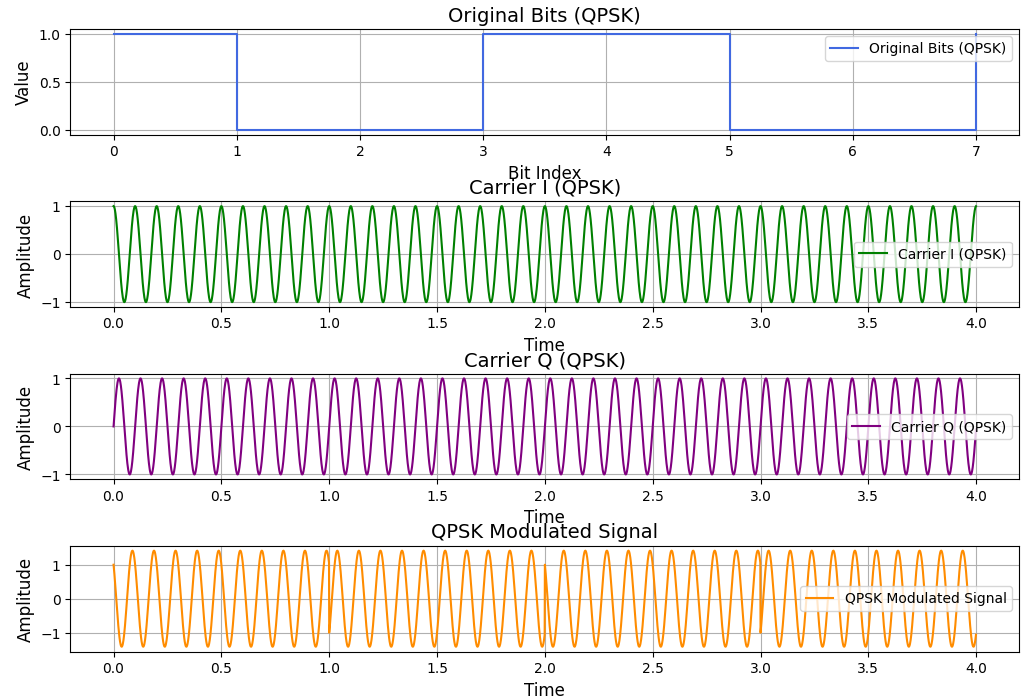 Original Bits (QPSK)
1.0
0.5
0.0
Value
Original Bits (QPSK)
0 1 2 3 4 5 6 7
Bit Index
Carrier I (QPSK)
1
0
−1
Amplitude
Carrier I (QPSK)
0.0 0.5 1.0 1.5 2.0 2.5 3.0 3.5 4.0
Time
Carrier Q (QPSK)
1
0
−1
Amplitude
Carrier Q (QPSK)
0.0 0.5 1.0 1.5 2.0 2.5 3.0 3.5 4.0
Time
QPSK Modulated Signal
1
0
−1
Amplitude
QPSK Modulated Signal
0.0 0.5 1.0 1.5 2.0 2.5 3.0 3.5 4.0
Time